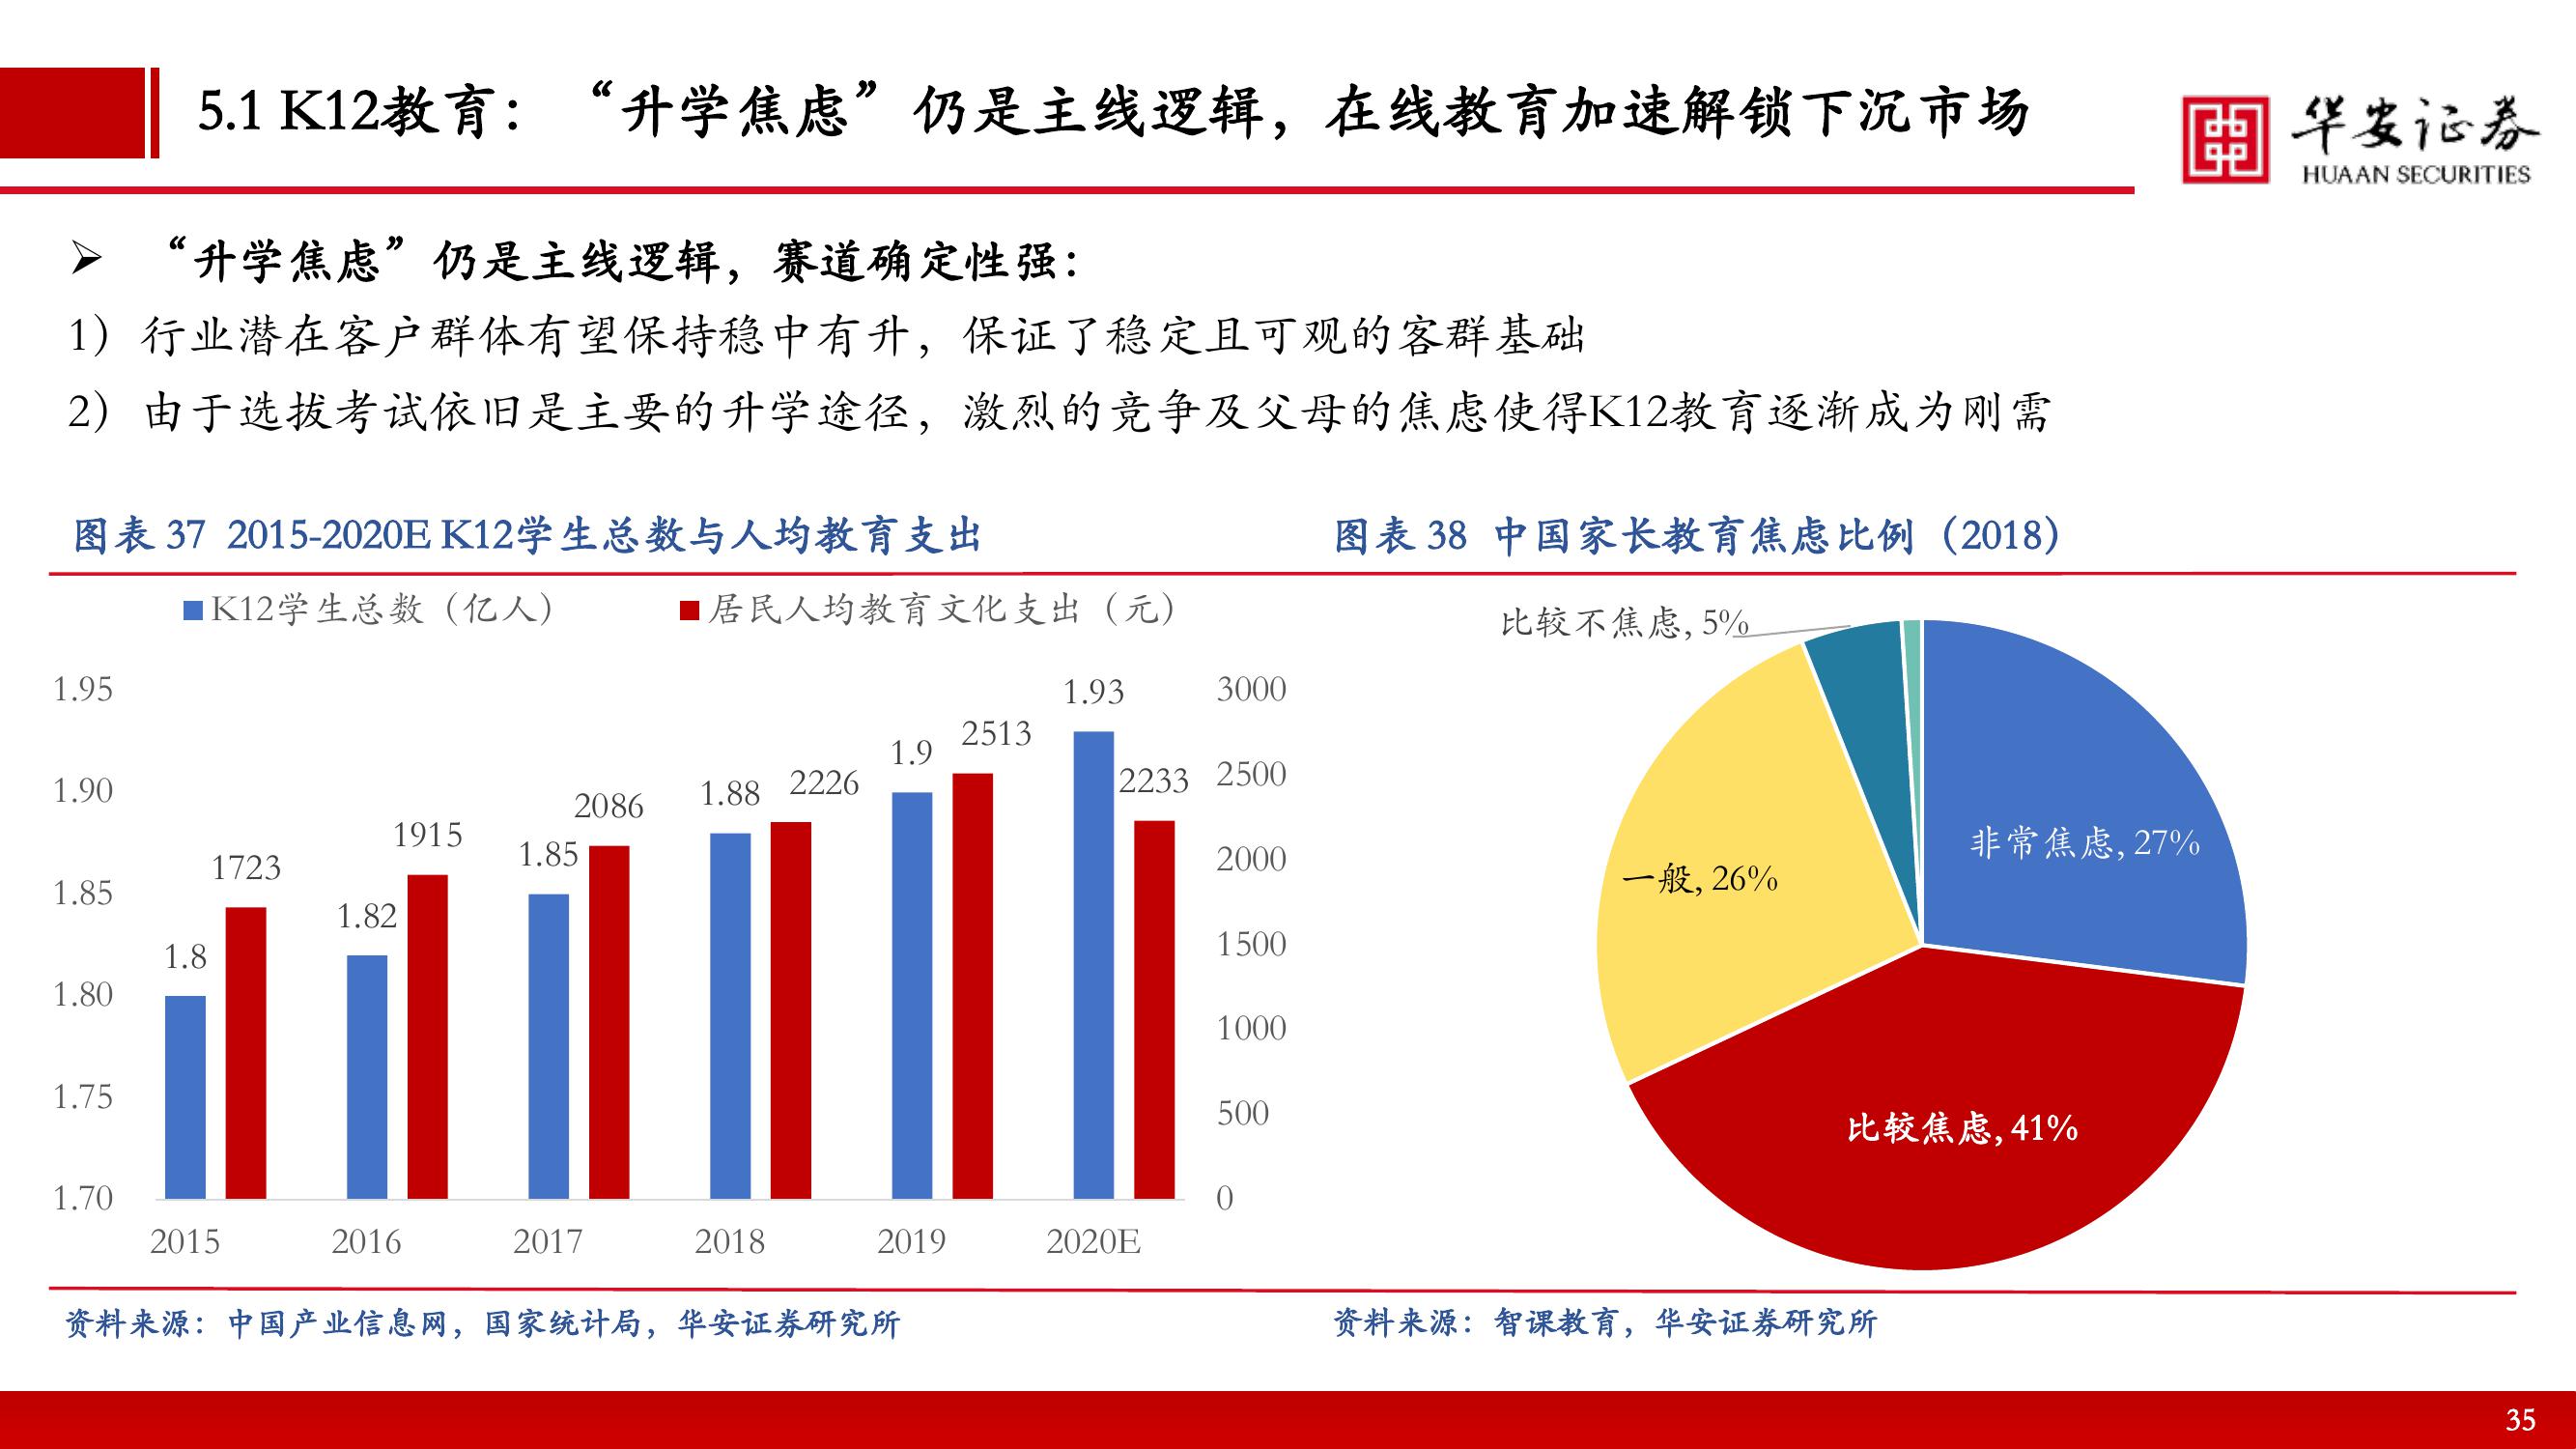 5.1 K12教育：“升学焦虑”仍是主线逻辑，在线教育加速解锁下沉市场
华安证券
HUAAN SECURITIES
➢ “升学焦虑”仍是主线逻辑，赛道确定性强：
1）行业潜在客户群体有望保持稳中有升，保证了稳定且可观的客群基础
2）由于选拔考试依旧是主要的升学途径，激烈的竞争及父母的焦虑使得K12教育逐渐成为刚需
图表 37 2015-2020E K12学生总数与人均教育支出
K12学生总数（亿人） 居民人均教育文化支出（元）
1.95
1.90
1.85
1.80
1.75
1.70
1.8
1723
1.82
1915
1.85
2086
1.88
2226
1.9
2513
1.93
2233
3000
2500
2000
1500
1000
500
0
2015 2016 2017 2018 2019 2020E
资料来源：中国产业信息网，国家统计局，华安证券研究所
图表 38 中国家长教育焦虑比例（2018）
比较不焦虑, 5%
非常焦虑, 27%
一般, 26%
比较焦虑, 41%
资料来源：智课教育，华安证券研究所
35